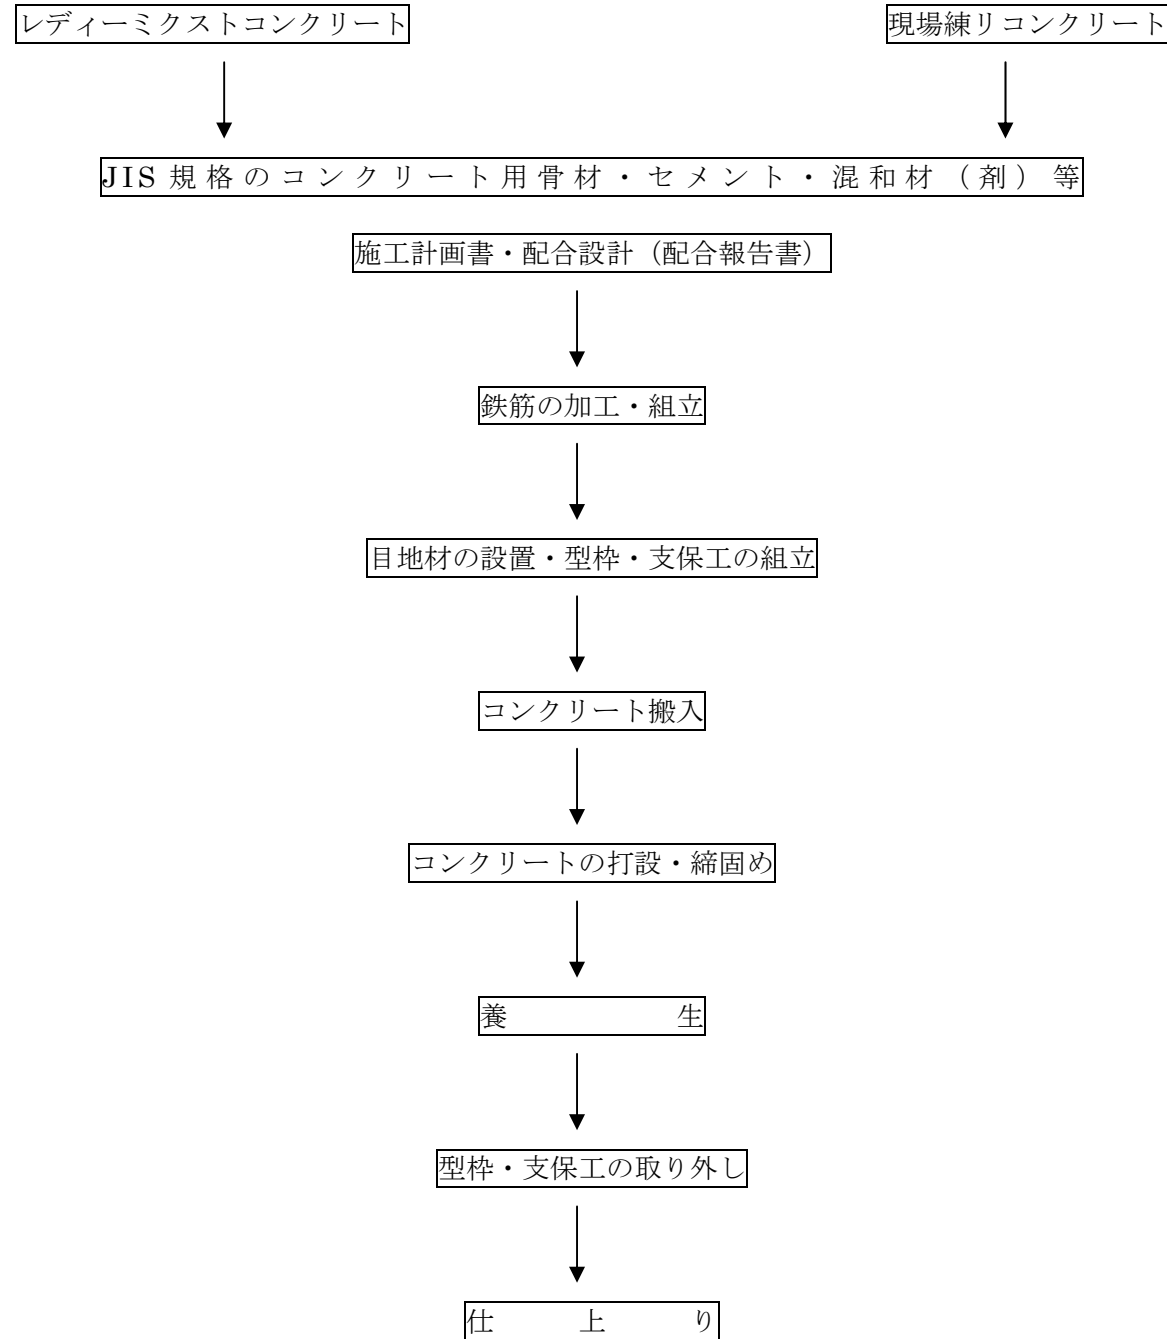 レディーミクストコンクリート
現場練リコンクリート
JIS規格のコンクリート用骨材・セメント・混和材（剤）等
施工計画書・配合設計（配合報告書）
鉄筋の加工・組立
目地材の設置・型枠・支保工の組立
コンクリート搬入
コンクリートの打設・締固め
養生
型枠・支保工の取り外し
仕上り